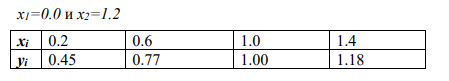 x1=0.0 и x2=1.2
xi 0.2 0.6 1.0 1.4
yi 0.45 0.77 1.00 1.18